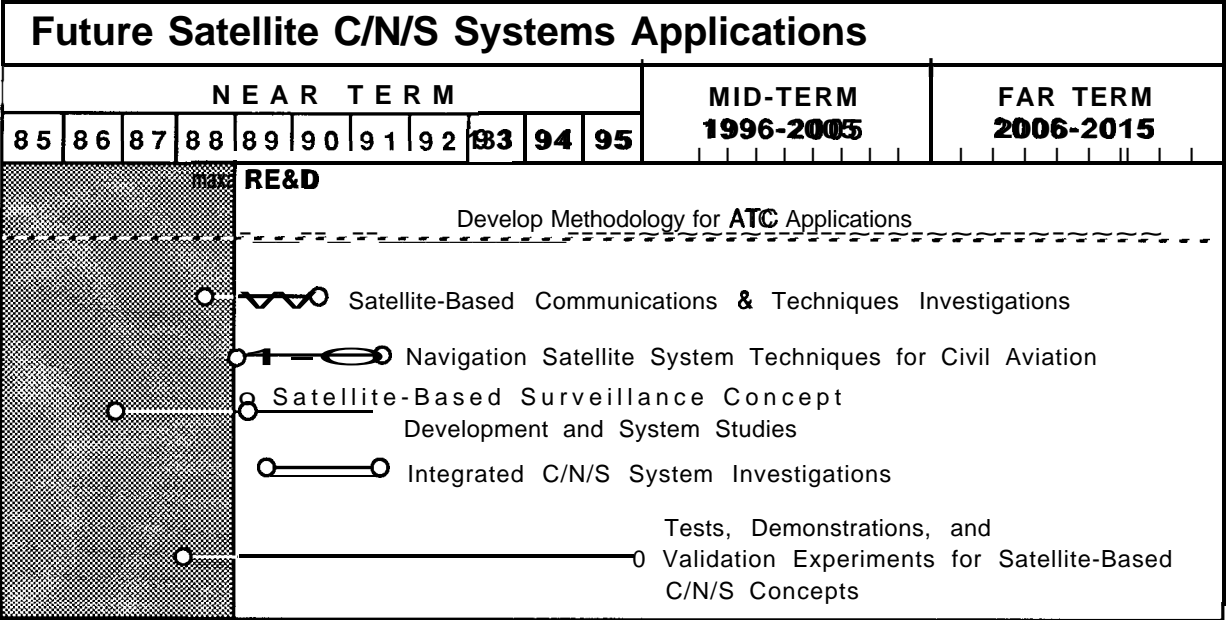 Future Satellite C/N/S Systems Applications
NEAR TERM
MID-TERM
1996-2005
FAR TERM
2006-2015
85 86 87 88 89 90 91 92 93 94 95
RE&D
Develop Methodology for ATC Applications
Satellite-Based Communications & Techniques Investigations
Navigation Satellite System Techniques for Civil Aviation
Satellite-Based Surveillance Concept
Development and System Studies
Integrated C/N/S System Investigations
Tests, Demonstrations, and
Validation Experiments for Satellite-Based
C/N/S Concepts